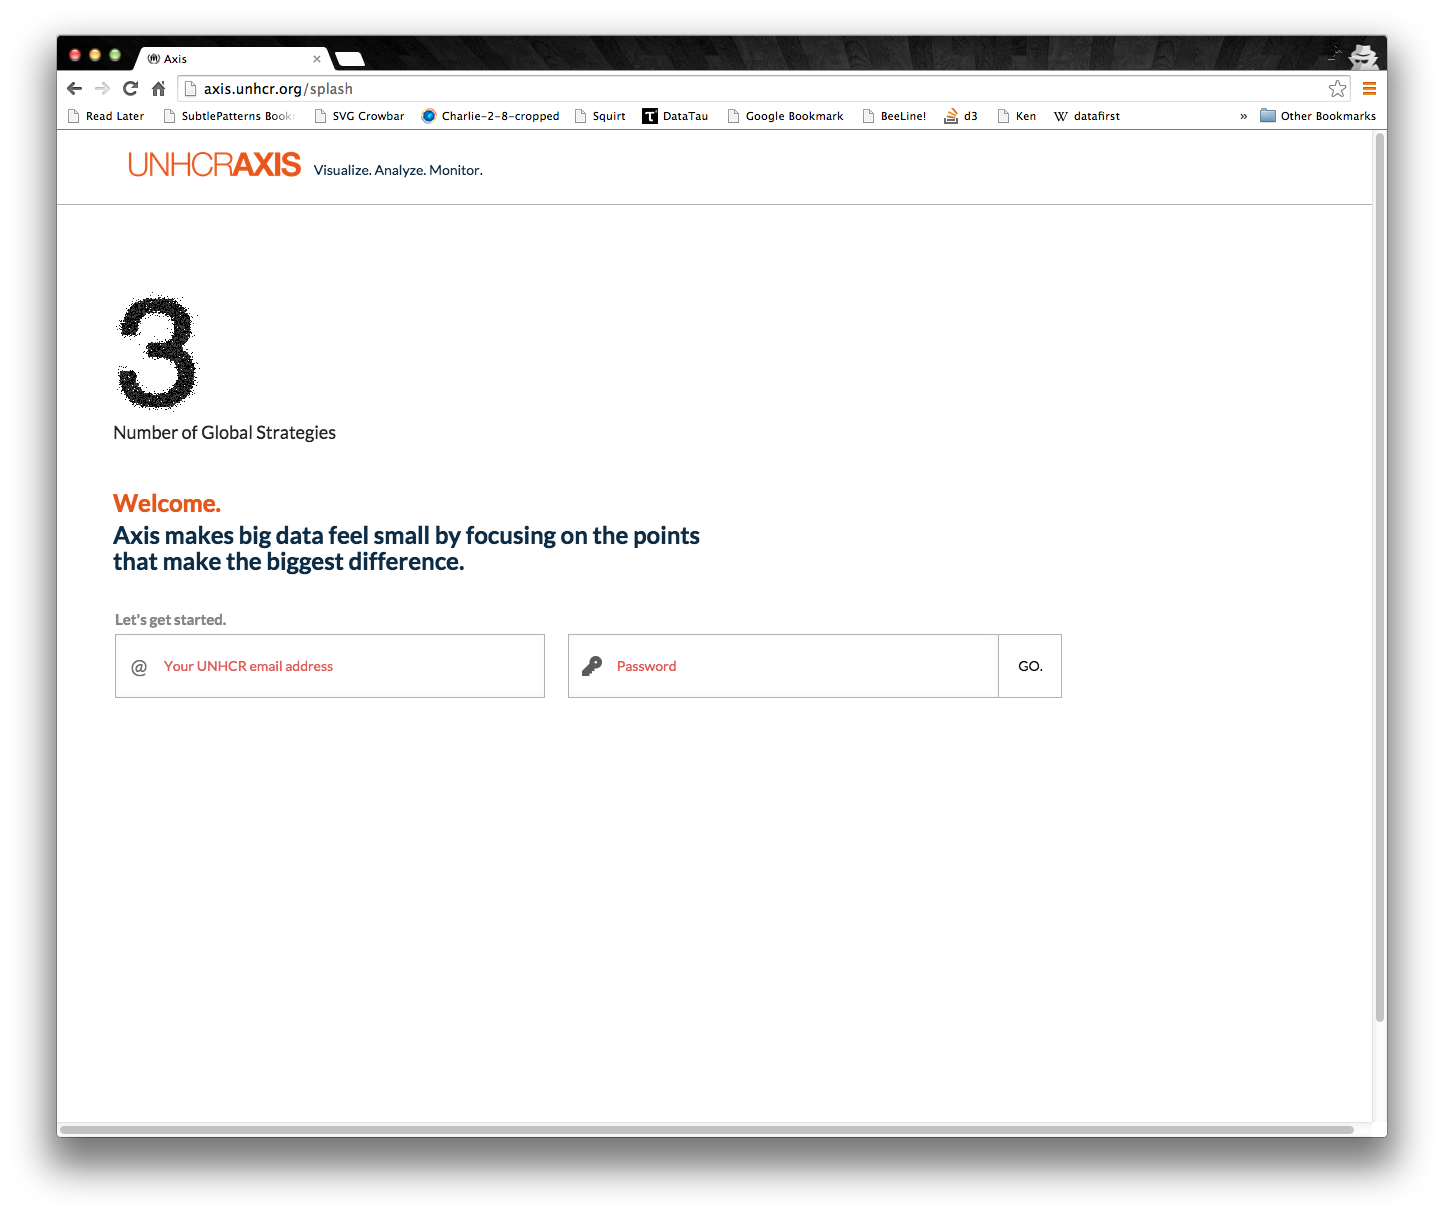 Axis
axis.unhcr.org/splash
Read Later SubtlePatterns Book SVG Crowbar Charlie-2-8-cropped Squirt DataTau Google Bookmark BeeLine! d3 Ken W datafirst » Other Bookmarks
UNHCRAXIS Visualize. Analyze. Monitor.
3
Number of Global Strategies
Welcome.
Axis makes big data feel small by focusing on the points
that make the biggest difference.
Let's get started.
@ Your UNHCR email address Password GO.